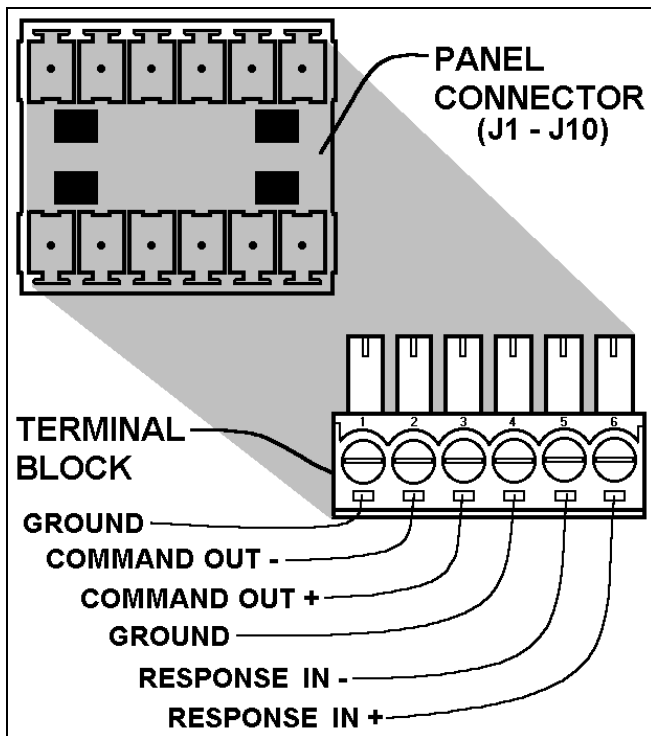 PANEL
CONNECTOR
(J1 - J10)
1 2 3 4 5 6
TERMINAL
BLOCK
GROUND
COMMAND OUT -
COMMAND OUT +
GROUND
RESPONSE IN -
RESPONSE IN +